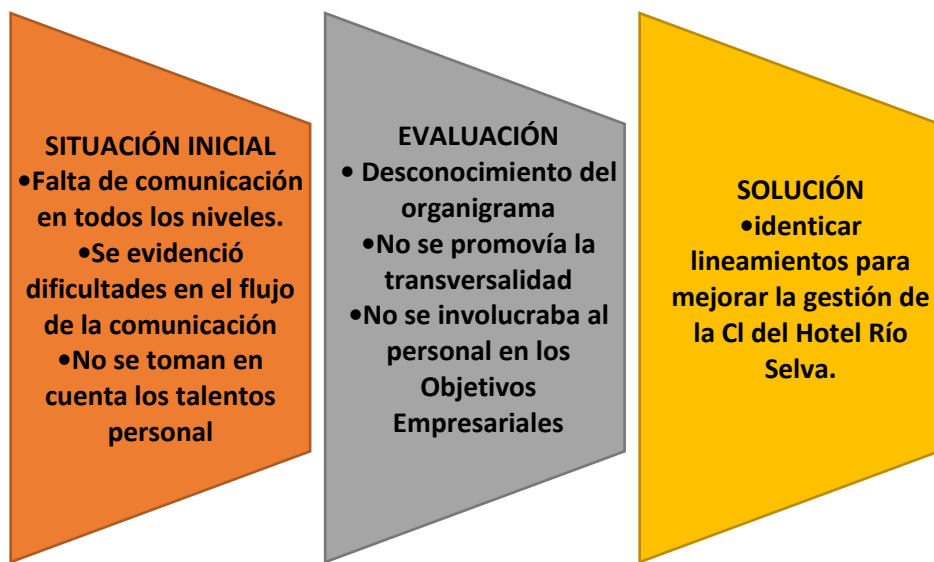 SITUACIÓN INICIAL
•Falta de comunicación
en todos los niveles.
•Se evidenció
dificultades en el flujo
de la comunicación
•No se toman en
cuenta los talentos
personal
EVALUACIÓN
• Desconocimiento del
organigrama
•No se promovía la
transversalidad
•No se involucraba al
personal en los
Objetivos
Empresariales
SOLUCIÓN
•identicar
lineamientos para
mejorar la gestión de
la Cl del Hotel Río
Selva.